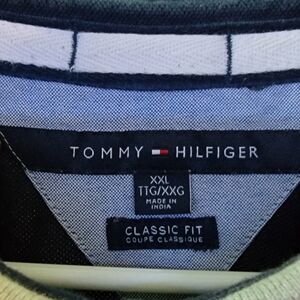 TOMMY HILFIGER
XXL
TTG/XXG
MADE IN
INDIA
CLASSIC FIT
COUPE CLASSIQUE